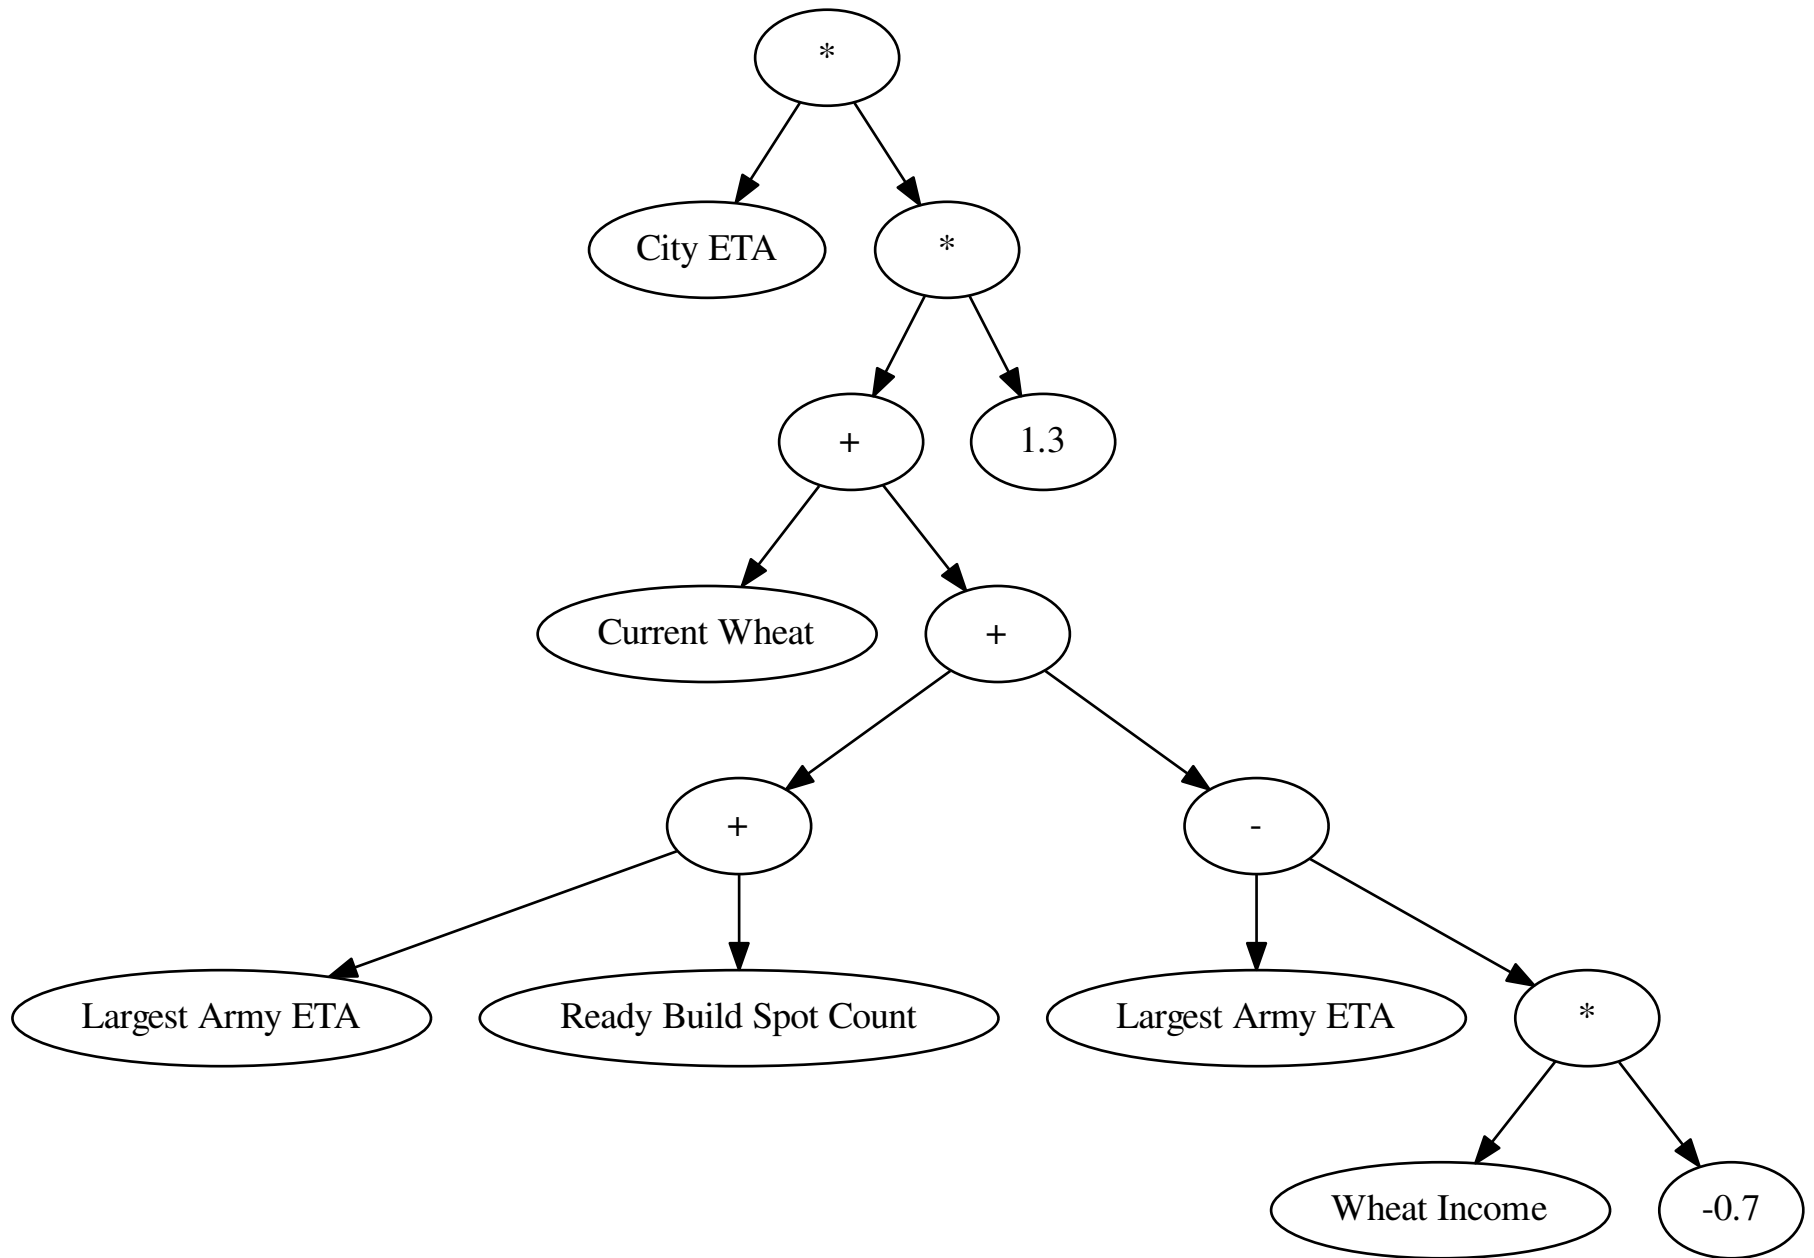 *
City ETA
*
+
1.3
Current Wheat
+
+
-
Largest Army ETA
Ready Build Spot Count
Largest Army ETA
*
Wheat Income
-0.7